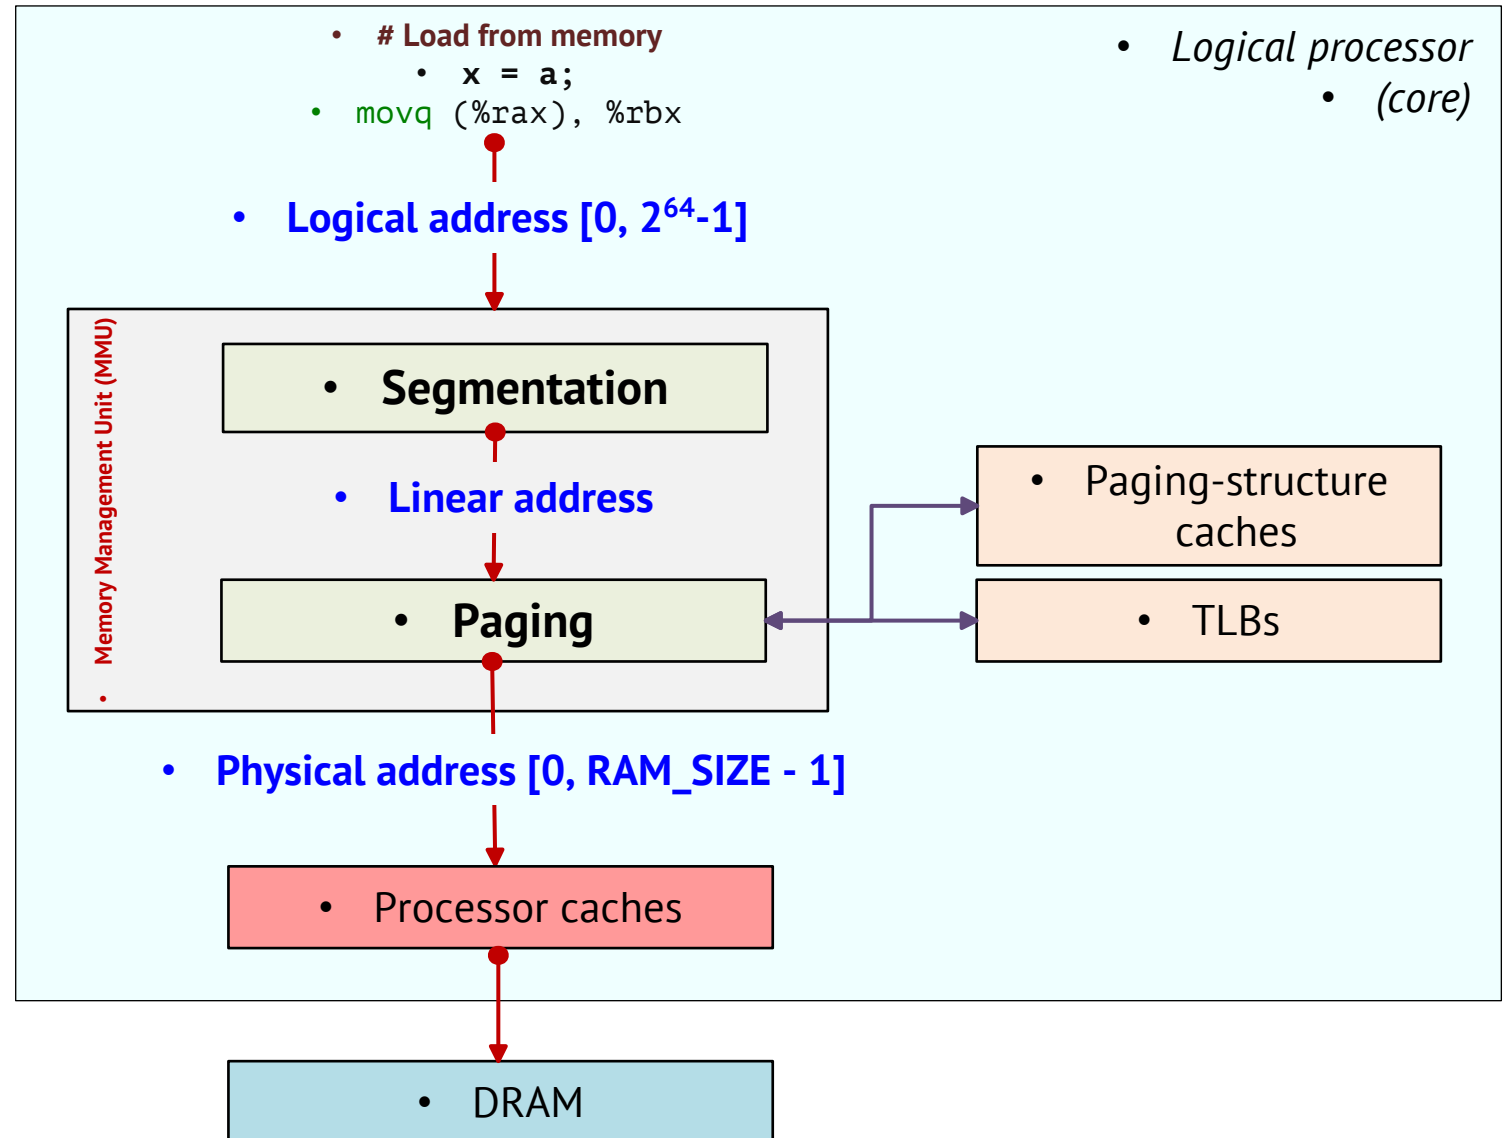 • # Load from memory
• x = a;
• movq (%rax), %rbx
• Logical processor
• (core)
• Logical address [0, 2⁶⁴-1]
• Memory Management Unit (MMU)
• Segmentation
• Linear address
• Paging-structure
caches
• Paging
• TLBs
• Physical address [0, RAM_SIZE - 1]
• Processor caches
• DRAM